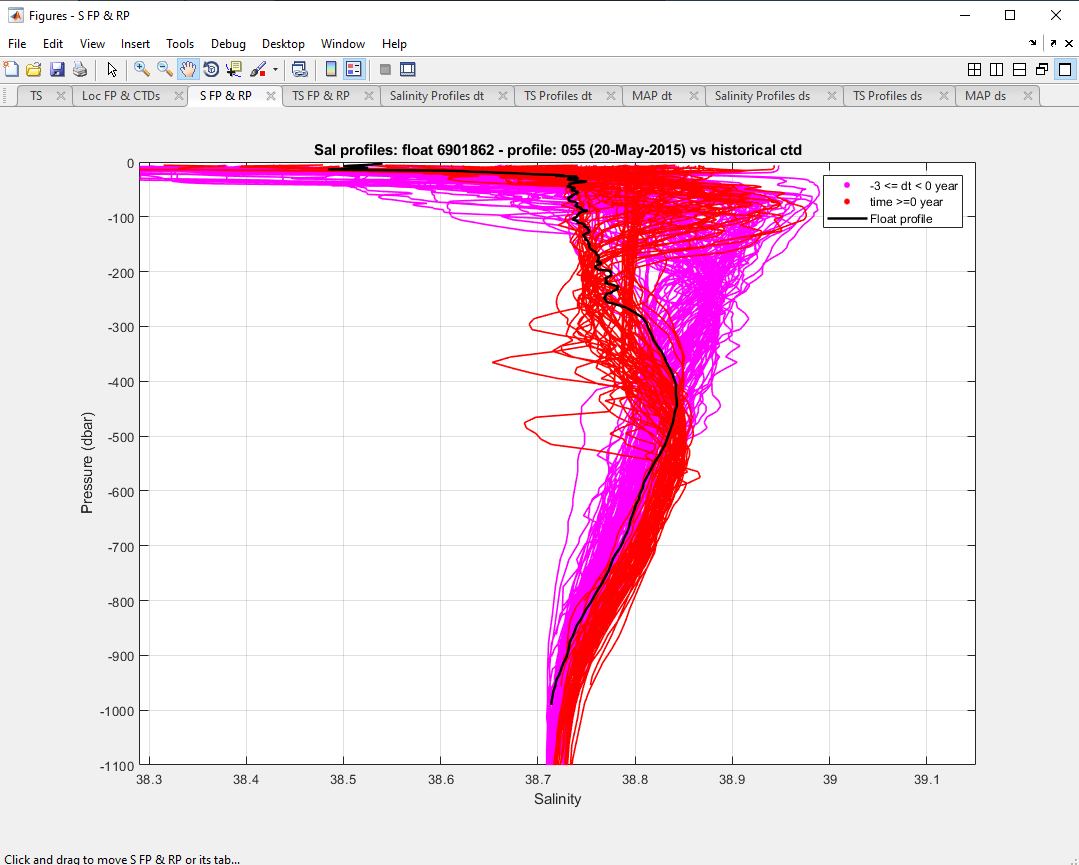 Figures - S FP & RP
File Edit View Insert Tools Debug Desktop Window Help
TS Loc FP & CTDs S FP & RP TS FP & RP Salinity Profiles dt TS Profiles dt MAP dt Salinity Profiles ds TS Profiles ds MAP ds
Sal profiles: float 6901862 - profile: 055 (20-May-2015) vs historical ctd
-3 <= dt < 0 year
time >=0 year
Float profile
0
-100
-200
-300
-400
-500
-600
-700
-800
-900
-1000
-1100
Pressure (dbar)
38.3 38.4 38.5 38.6 38.7 38.8 38.9 39 39.1
Salinity
Click and drag to move S FP & RP or its tab...